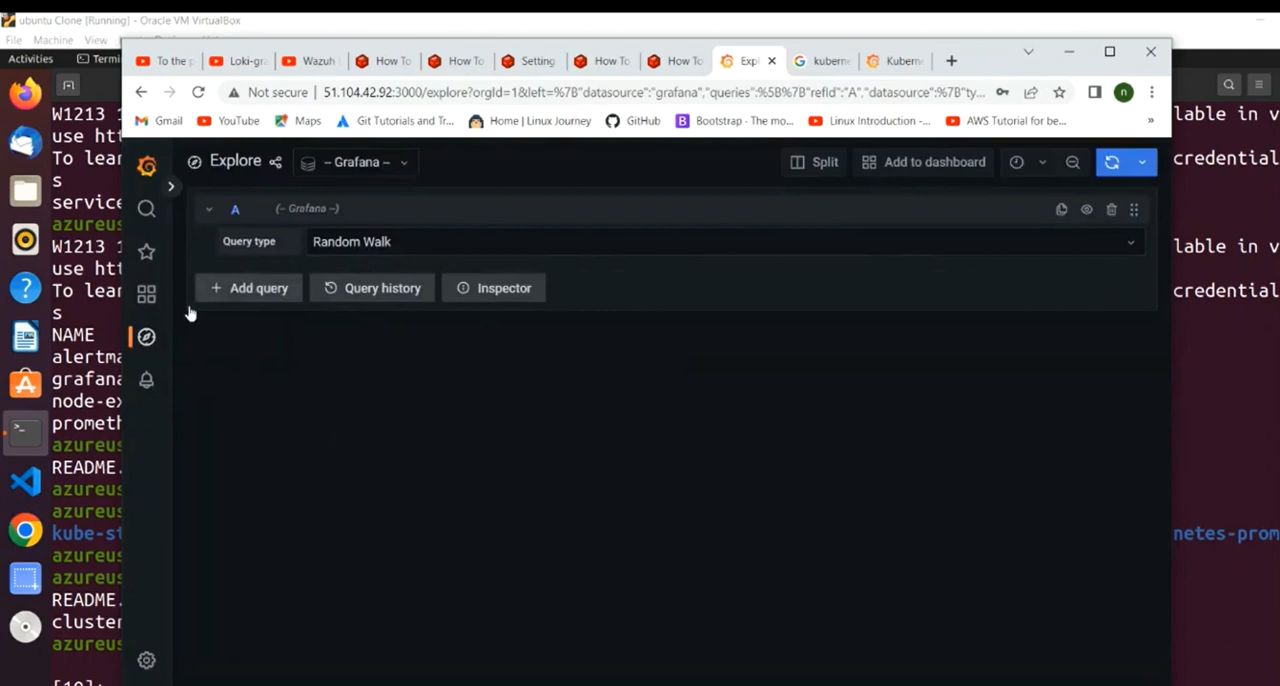 ubuntu Clone [Running] - Oracle VM VirtualBox
File Machine View
Activities
To the p
Loki-gra
Wazuh
How To
How To
Setting
How To
How To
Expl
kuberne
Kuberne
Not secure 51.104.42.92:3000/explore?orgId=1&left=%7B"datasource":"grafana","queries":%5B%7B"refId":"A","datasource":%7B"ty...
n
Gmail YouTube Maps Git Tutorials and Tr... Home | Linux Journey GitHub Bootstrap - The mo... Linux Introduction -... AWS Tutorial for be... »
Explore – Grafana –
Split Add to dashboard
A (– Grafana –)
Query type Random Walk
+ Add query Query history Inspector
W1213 1
use htt
To lear
s
service
azureus
W1213 1
use htt
To lear
s
NAME
alertma
grafana
node-ex
prometh
azureus
README.
azureus
azureus
kube-st
azureus
azureus
README.
cluster
azureus
lable in v
credential
lable in v
credential
netes-prom